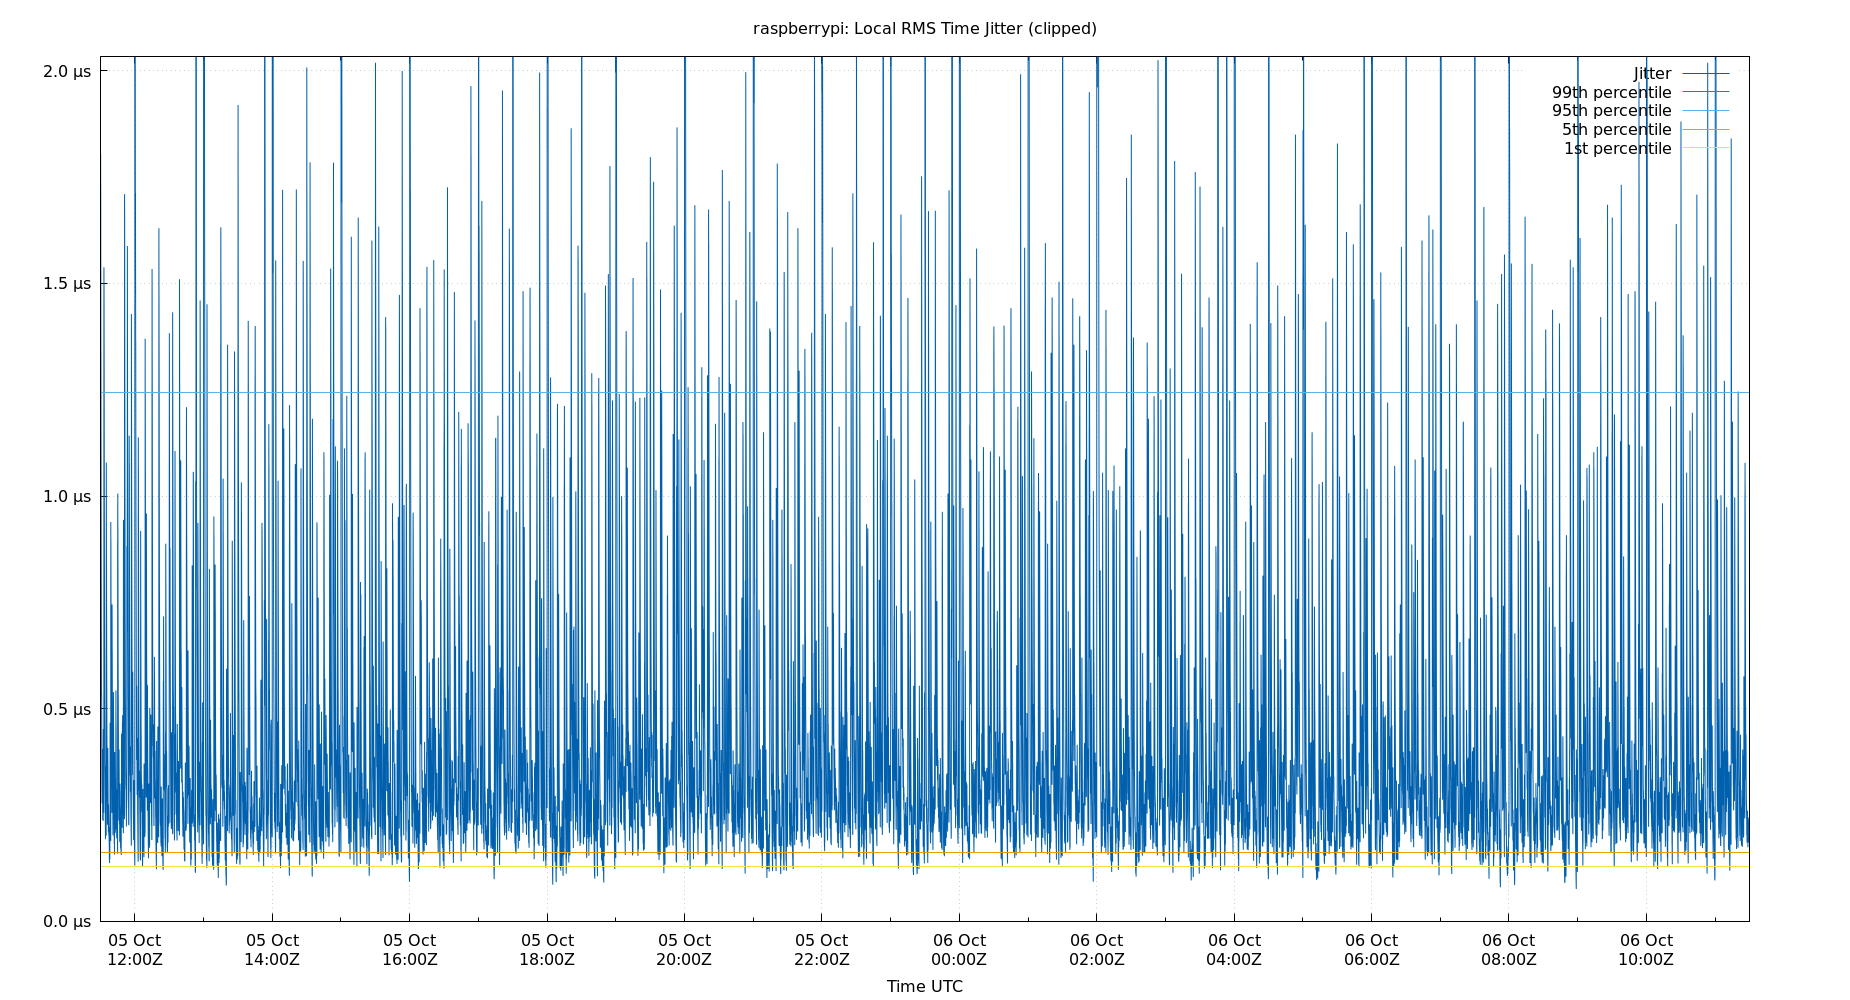 raspberrypi: Local RMS Time Jitter (clipped)
2.0 µs
1.5 µs
1.0 µs
0.5 µs
0.0 µs
Jitter
99th percentile
95th percentile
5th percentile
1st percentile
05 Oct 05 Oct 05 Oct 05 Oct 05 Oct 05 Oct 06 Oct 06 Oct 06 Oct 06 Oct 06 Oct 06 Oct
12:00Z 14:00Z 16:00Z 18:00Z 20:00Z 22:00Z 00:00Z 02:00Z 04:00Z 06:00Z 08:00Z 10:00Z
Time UTC